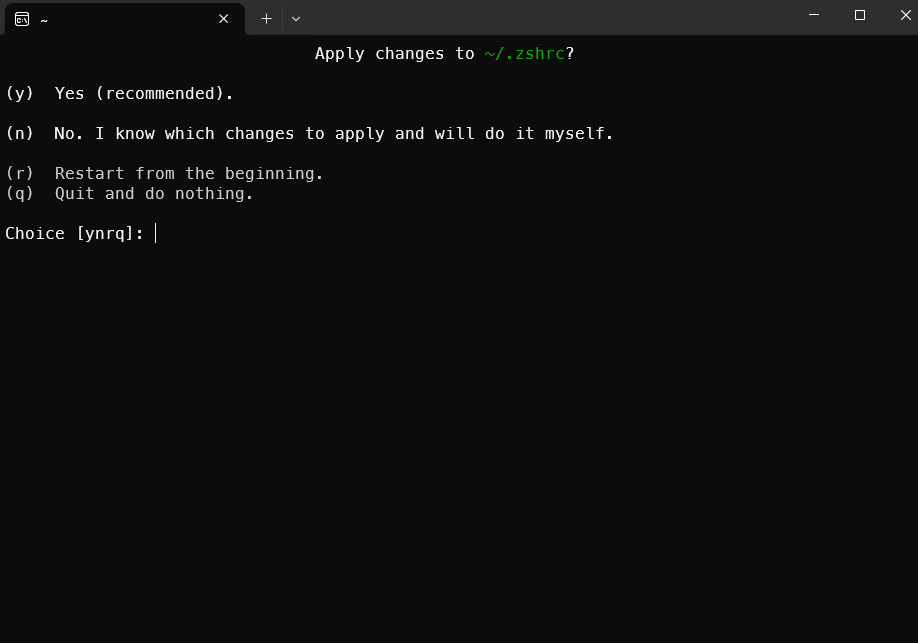 ~
Apply changes to ~/.zshrc?
(y)  Yes (recommended).
(n)  No. I know which changes to apply and will do it myself.
(r)  Restart from the beginning.
(q)  Quit and do nothing.
Choice [ynrq]: